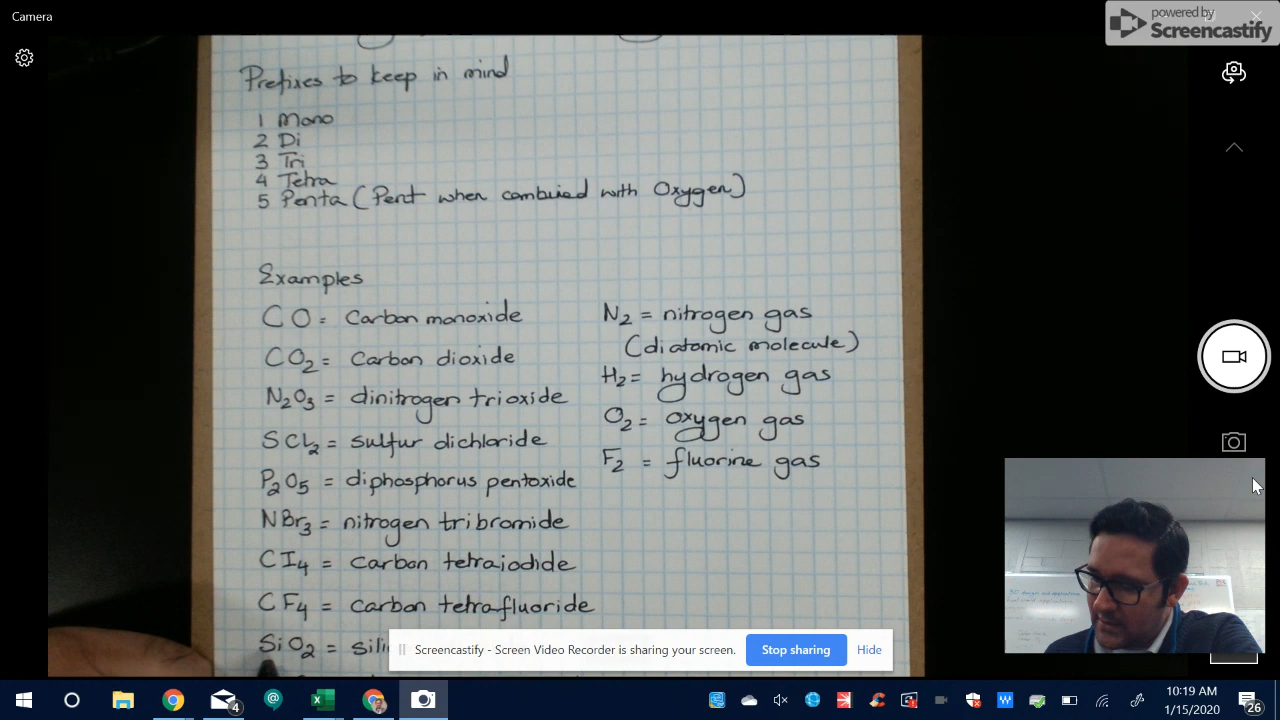 Camera
powered by
Screencastify
Prefixes to keep in mind
1 Mono
2 Di
3 Tri
4 Tetra
5 Penta (Pent when combined with Oxygen)
Examples
CO = Carbon monoxide
CO2 = Carbon dioxide
N2O3 = dinitrogen trioxide
SCl2 = sulfur dichloride
P2O5 = diphosphorus pentoxide
NBr3 = nitrogen tribromide
CI4 = carbon tetraiodide
CF4 = carbon tetrafluoride
SiO2 = sili
N2 = nitrogen gas
(diatomic molecule)
H2 = hydrogen gas
O2 = oxygen gas
F2 = fluorine gas
Screencastify - Screen Video Recorder is sharing your screen.
Stop sharing
Hide
4
10:19 AM
1/15/2020
26